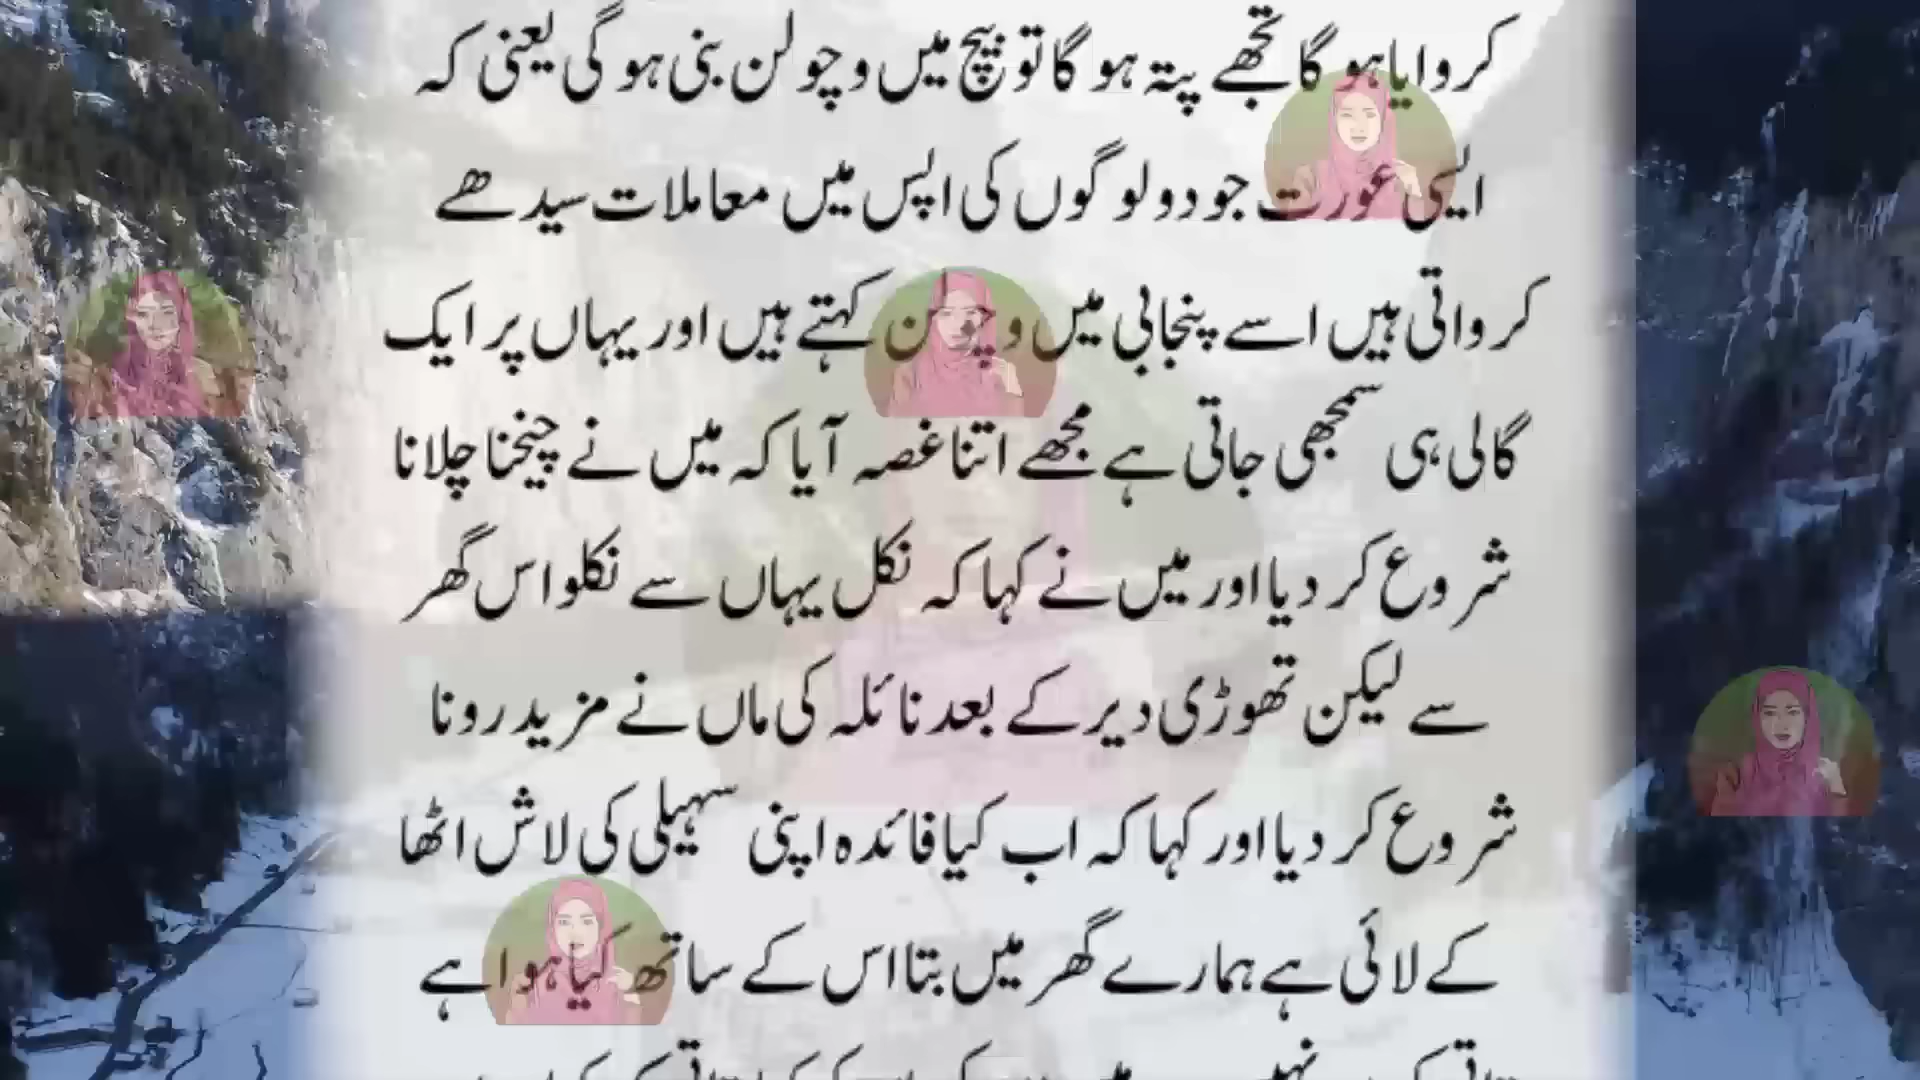 کروایا ہو گا تجھے پتہ ہو گا تو بیچ میں وچولن بنی ہو گی یعنی کہ
ایسی عورت جو دو لوگوں کی اپس میں معاملات سیدھے
کرواتی ہیں اسے پنجابی میں وچولن کہتے ہیں اور یہاں پر ایک
گالی ہی سمجھی جاتی ہے مجھے اتنا غصہ آیا کہ میں نے چیخنا چلانا
شروع کر دیا اور میں نے کہا کہ نکل یہاں سے نکلو اس گھر
سے لیکن تھوڑی دیر کے بعد نائلہ کی ماں نے مزید رونا
شروع کر دیا اور کہا کہ اب کیا فائدہ اپنی سہیلی کی لاش اٹھا
کے لائی ہے ہمارے گھر میں بتا اس کے ساتھ کیا ہوا ہے